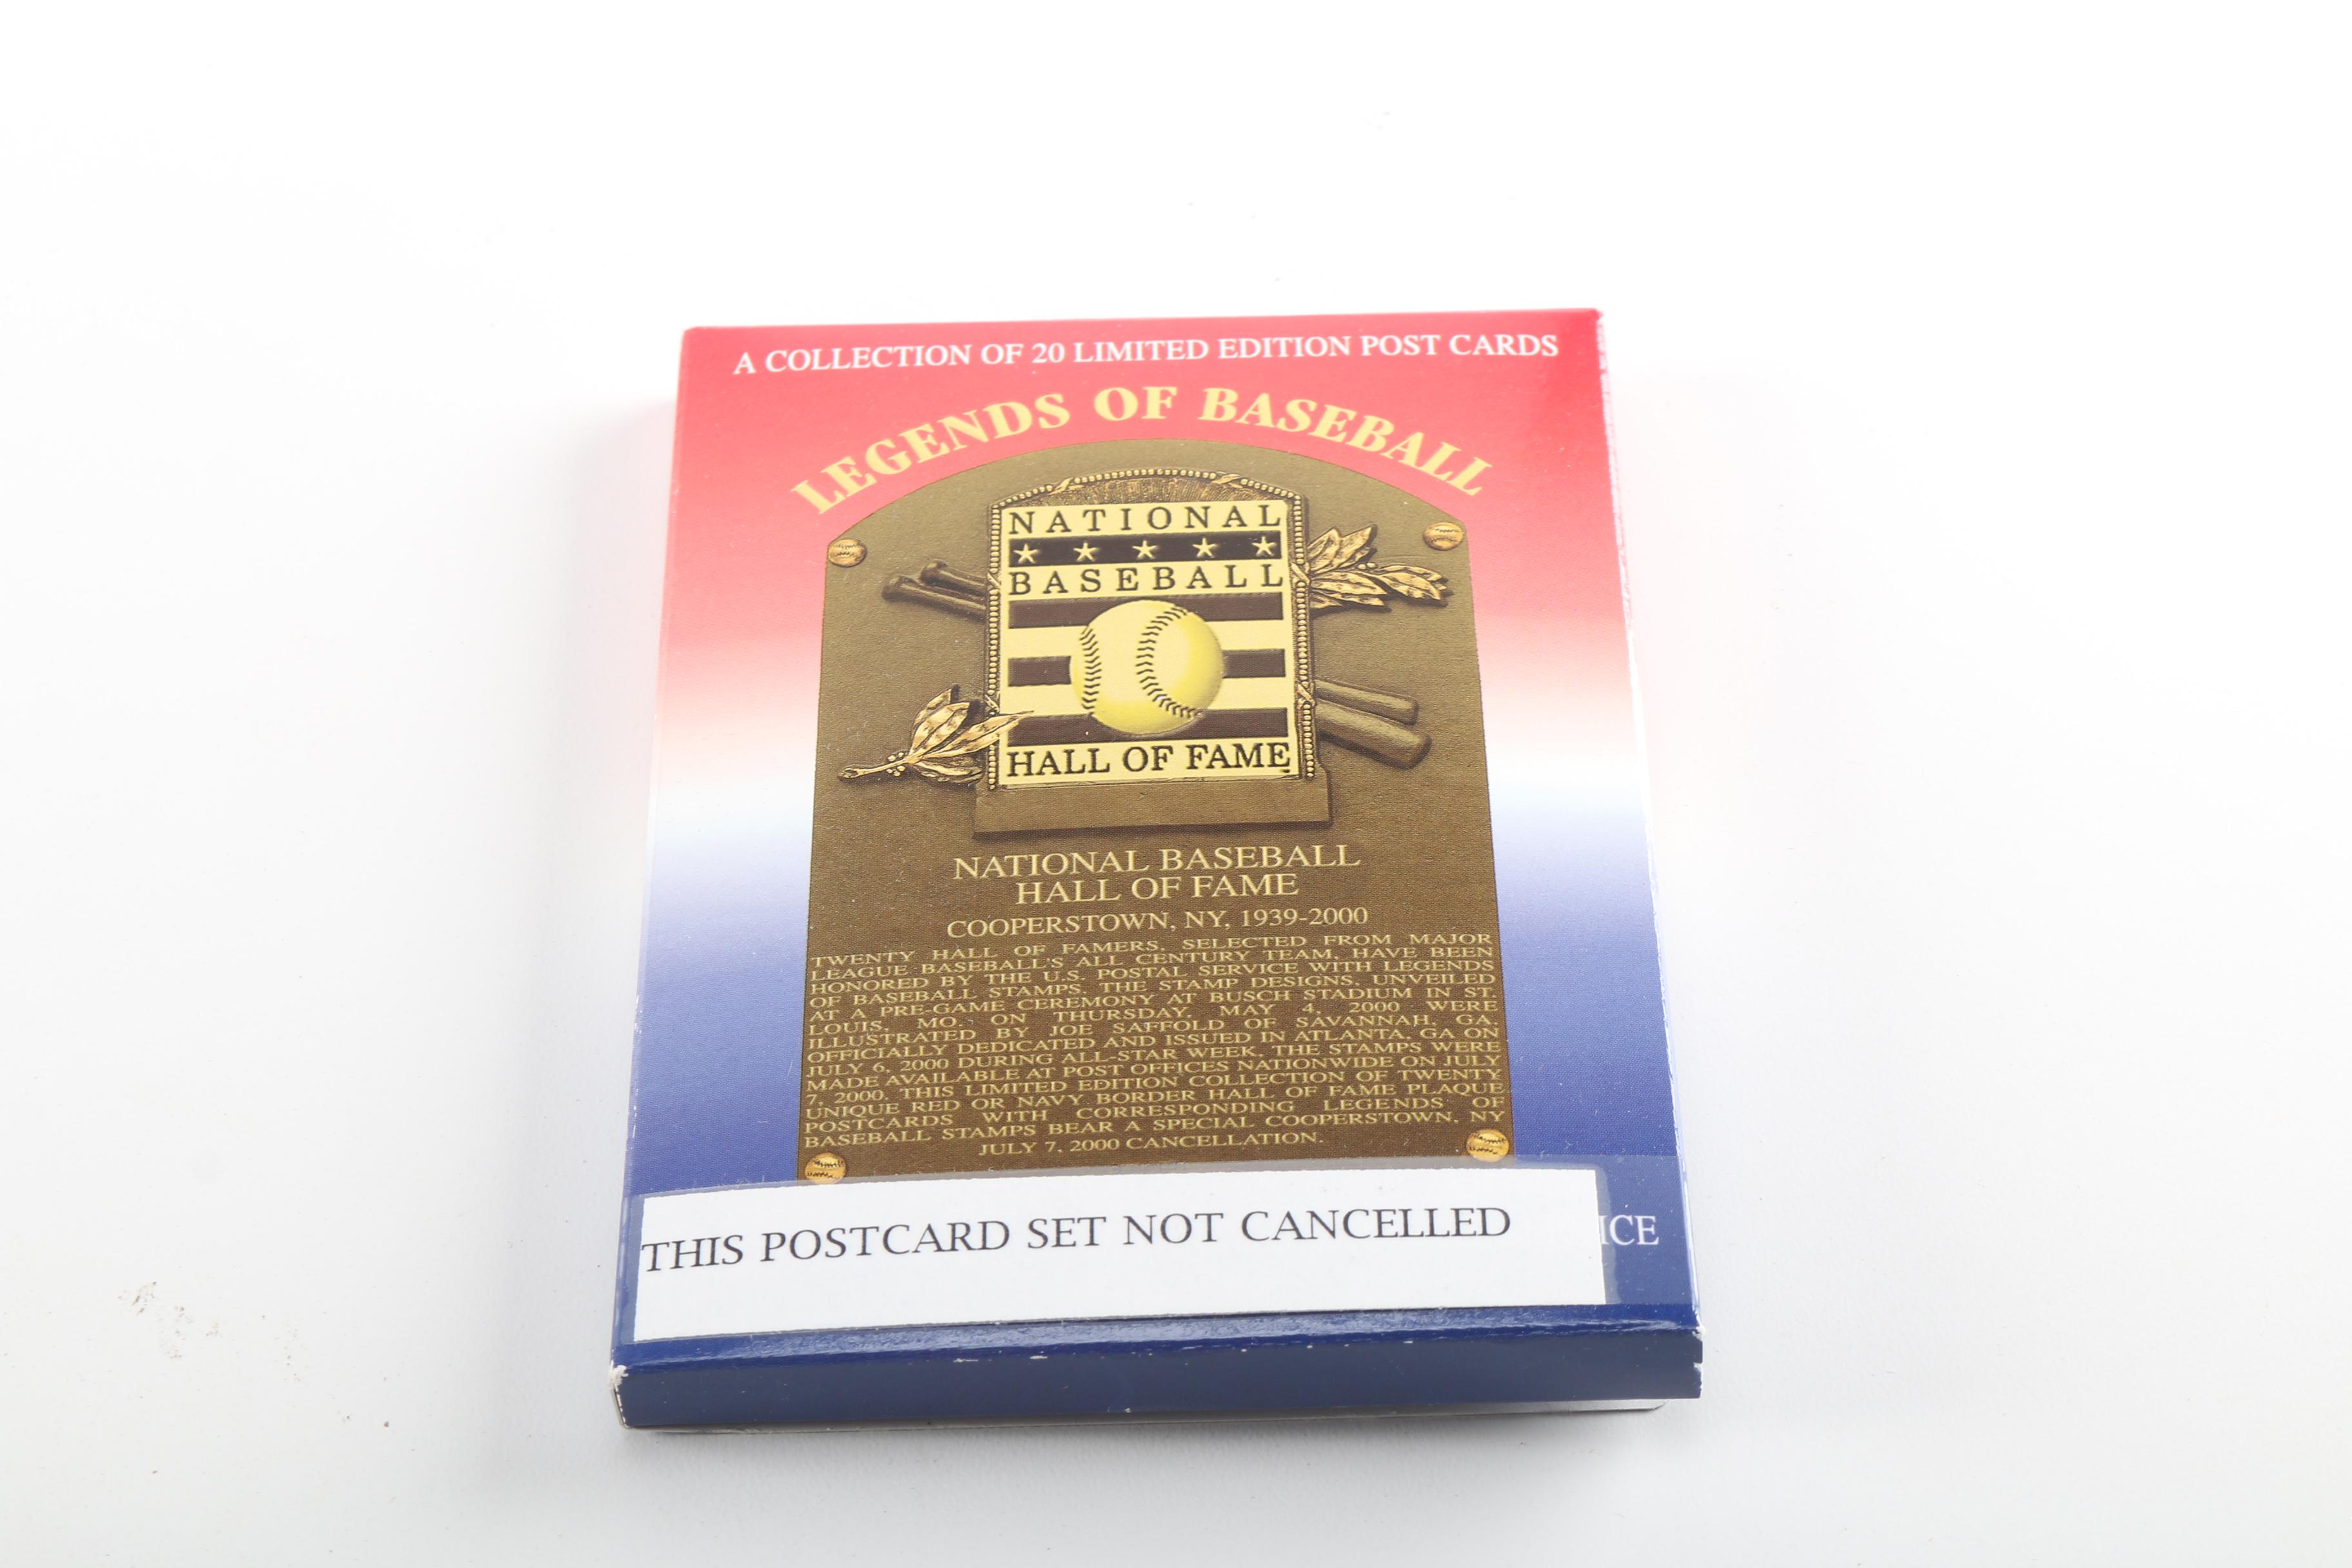 A COLLECTION OF 20 LIMITED EDITION POST CARDS
LEGENDS OF BASEBALL
NATIONAL
BASEBALL
HALL OF FAME
NATIONAL BASEBALL
HALL OF FAME
COOPERSTOWN, NY, 1939-2000
TWENTY HALL OF FAMERS, SELECTED FROM MAJOR
LEAGUE BASEBALL'S ALL CENTURY TEAM, HAVE BEEN
HONORED BY THE U.S. POSTAL SERVICE WITH LEGENDS
OF BASEBALL STAMPS. THE STAMP DESIGNS, UNVEILED
AT A PRE-GAME CEREMONY AT BUSCH STADIUM IN ST.
LOUIS, MO. ON THURSDAY, MAY 4, 2000 WERE
ILLUSTRATED BY JOE SAFFOLD OF SAVANNAH, GA.
OFFICIALLY DEDICATED AND ISSUED IN ATLANTA, GA ON
JULY 6, 2000 DURING ALL-STAR WEEK, THE STAMPS WERE
MADE AVAILABLE AT POST OFFICES NATIONWIDE ON JULY
7, 2000. THIS LIMITED EDITION COLLECTION OF TWENTY
UNIQUE RED OR NAVY BORDER HALL OF FAME PLAQUE
POSTCARDS WITH CORRESPONDING LEGENDS OF
BASEBALL STAMPS BEAR A SPECIAL COOPERSTOWN, NY
JULY 7, 2000 CANCELLATION.
THIS POSTCARD SET NOT CANCELLED